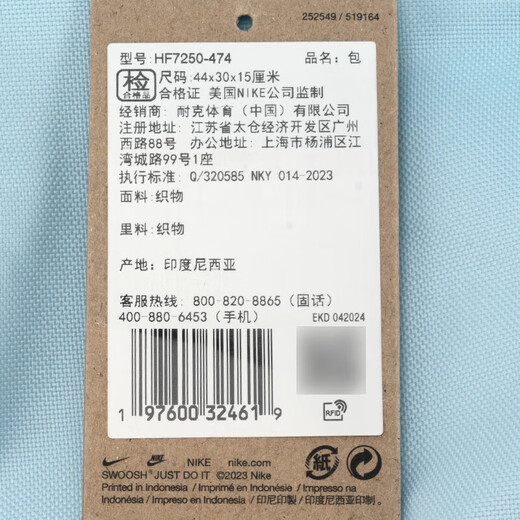 252549 / 519164
型号: HF7250-474 品名: 包
检 合格品 尺码: 44x30x15厘米
合格证 美国NIKE公司监制
经销商: 耐克体育（中国）有限公司
注册地址: 江苏省太仓经济开发区广州
西路88号 办公地址: 上海市杨浦区江
湾城路99号1座
执行标准: Q/320585 NKY 014-2023
面料: 织物
里料: 织物
产地: 印度尼西亚
客服热线: 800-820-8865（固话）
400-880-6453（手机） EKD 042024
1 97600 32461 9
RFID
NIKE nike.com
SWOOSH® JUST DO IT® ©2023 Nike
Printed in Indonesia / Imprimé en Indonésie / Impresso na
Indonésia / Impreso en Indonesia / 印尼印製 / 印度尼西亚印制.
紙